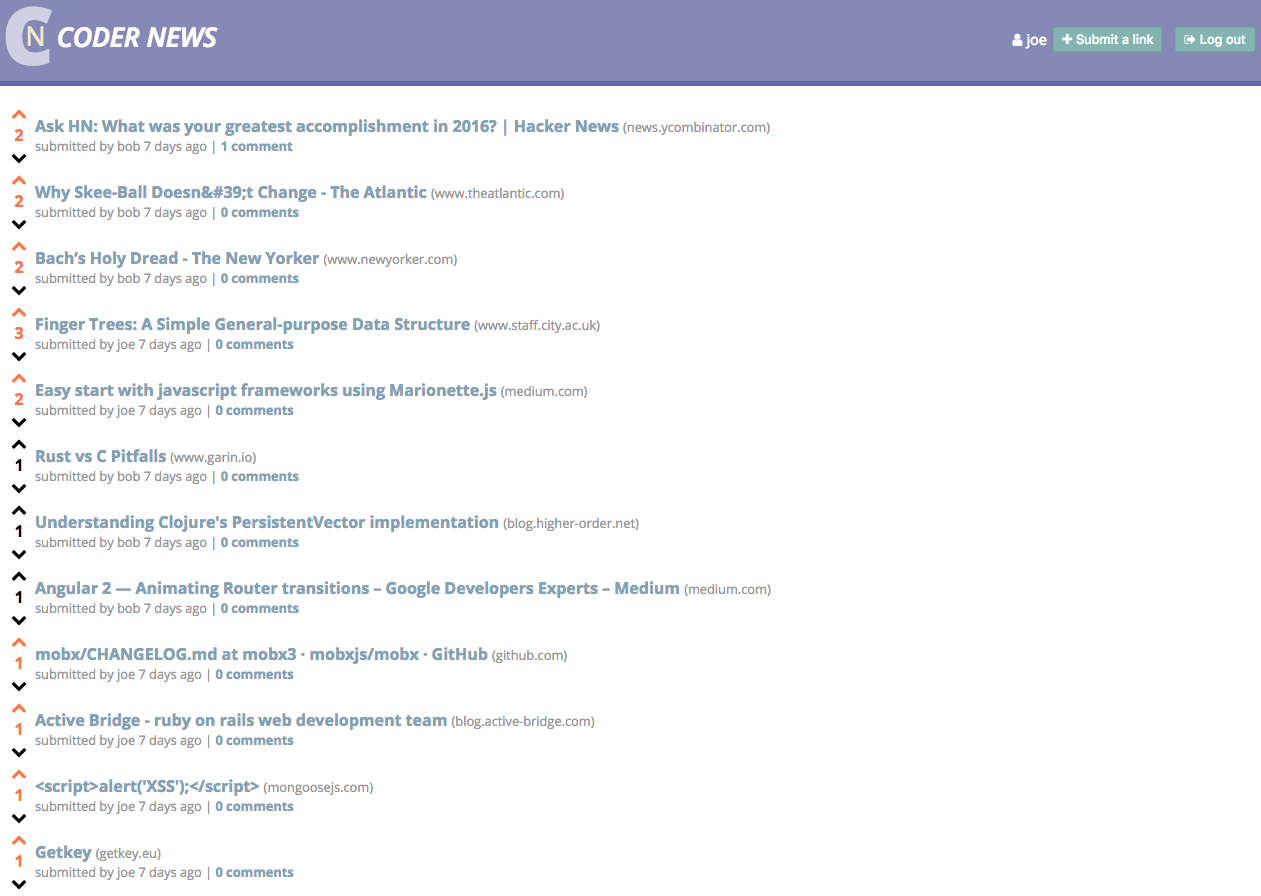 CN CODER NEWS
joe + Submit a link Log out
2
Ask HN: What was your greatest accomplishment in 2016? | Hacker News (news.ycombinator.com)
submitted by bob 7 days ago | 1 comment
2
Why Skee-Ball Doesn&#39;t Change - The Atlantic (www.theatlantic.com)
submitted by bob 7 days ago | 0 comments
2
Bach’s Holy Dread - The New Yorker (www.newyorker.com)
submitted by bob 7 days ago | 0 comments
3
Finger Trees: A Simple General-purpose Data Structure (www.staff.city.ac.uk)
submitted by joe 7 days ago | 0 comments
2
Easy start with javascript frameworks using Marionette.js (medium.com)
submitted by joe 7 days ago | 0 comments
1
Rust vs C Pitfalls (www.garin.io)
submitted by bob 7 days ago | 0 comments
1
Understanding Clojure's PersistentVector implementation (blog.higher-order.net)
submitted by bob 7 days ago | 0 comments
1
Angular 2 — Animating Router transitions – Google Developers Experts – Medium (medium.com)
submitted by bob 7 days ago | 0 comments
1
mobx/CHANGELOG.md at mobx3 · mobxjs/mobx · GitHub (github.com)
submitted by joe 7 days ago | 0 comments
1
Active Bridge - ruby on rails web development team (blog.active-bridge.com)
submitted by joe 7 days ago | 0 comments
1
<script>alert('XSS');</script> (mongoosejs.com)
submitted by joe 7 days ago | 0 comments
1
Getkey (getkey.eu)
submitted by joe 7 days ago | 0 comments